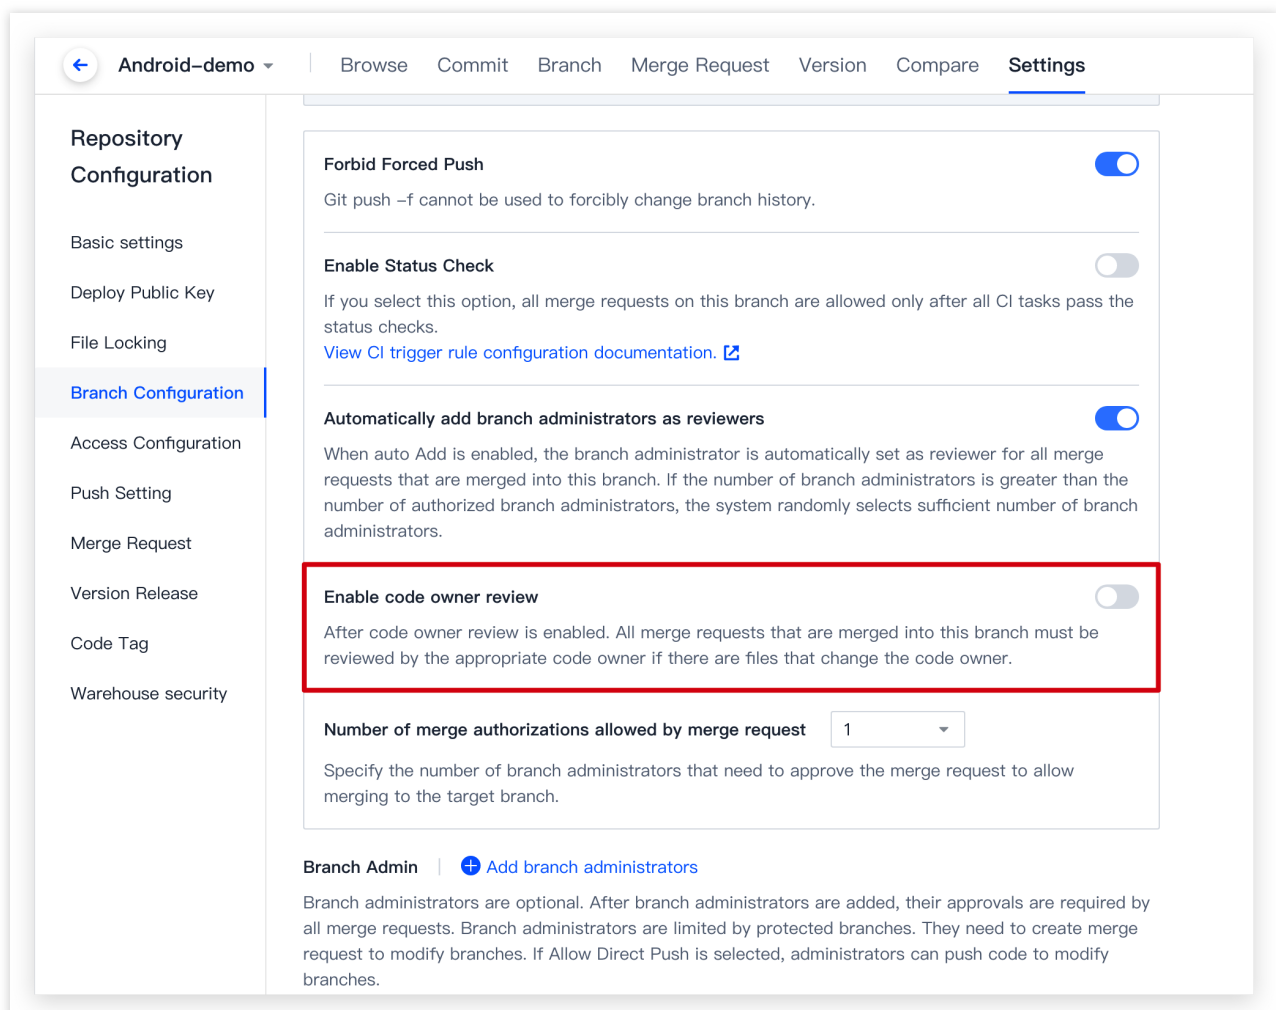 Android-demo
Browse
Commit
Branch
Merge Request
Version
Compare
Settings
Repository
Configuration
Basic settings
Deploy Public Key
File Locking
Branch Configuration
Access Configuration
Push Setting
Merge Request
Version Release
Code Tag
Warehouse security
Forbid Forced Push
Git push -f cannot be used to forcibly change branch history.
Enable Status Check
If you select this option, all merge requests on this branch are allowed only after all CI tasks pass the
status checks.
View CI trigger rule configuration documentation.
Automatically add branch administrators as reviewers
When auto Add is enabled, the branch administrator is automatically set as reviewer for all merge
requests that are merged into this branch. If the number of branch administrators is greater than the
number of authorized branch administrators, the system randomly selects sufficient number of branch
administrators.
Enable code owner review
After code owner review is enabled. All merge requests that are merged into this branch must be
reviewed by the appropriate code owner if there are files that change the code owner.
Number of merge authorizations allowed by merge request 1
Specify the number of branch administrators that need to approve the merge request to allow
merging to the target branch.
Branch Admin
Add branch administrators
Branch administrators are optional. After branch administrators are added, their approvals are required by
all merge requests. Branch administrators are limited by protected branches. They need to create merge
request to modify branches. If Allow Direct Push is selected, administrators can push code to modify
branches.